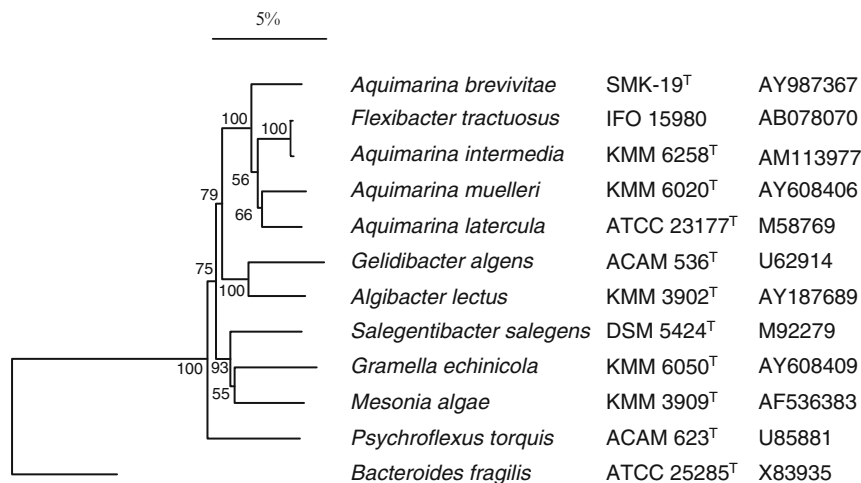 5%
Aquimarina brevivitae SMK-19ᵀ AY987367
Flexibacter tractuosus IFO 15980 AB078070
Aquimarina intermedia KMM 6258ᵀ AM113977
Aquimarina muelleri KMM 6020ᵀ AY608406
Aquimarina latercula ATCC 23177ᵀ M58769
Gelidibacter algens ACAM 536ᵀ U62914
Algibacter lectus KMM 3902ᵀ AY187689
Salegentibacter salegens DSM 5424ᵀ M92279
Gramella echinicola KMM 6050ᵀ AY608409
Mesonia algae KMM 3909ᵀ AF536383
Psychroflexus torquis ACAM 623ᵀ U85881
Bacteroides fragilis ATCC 25285ᵀ X83935
100
100
56
79
66
75
100
100
93
55